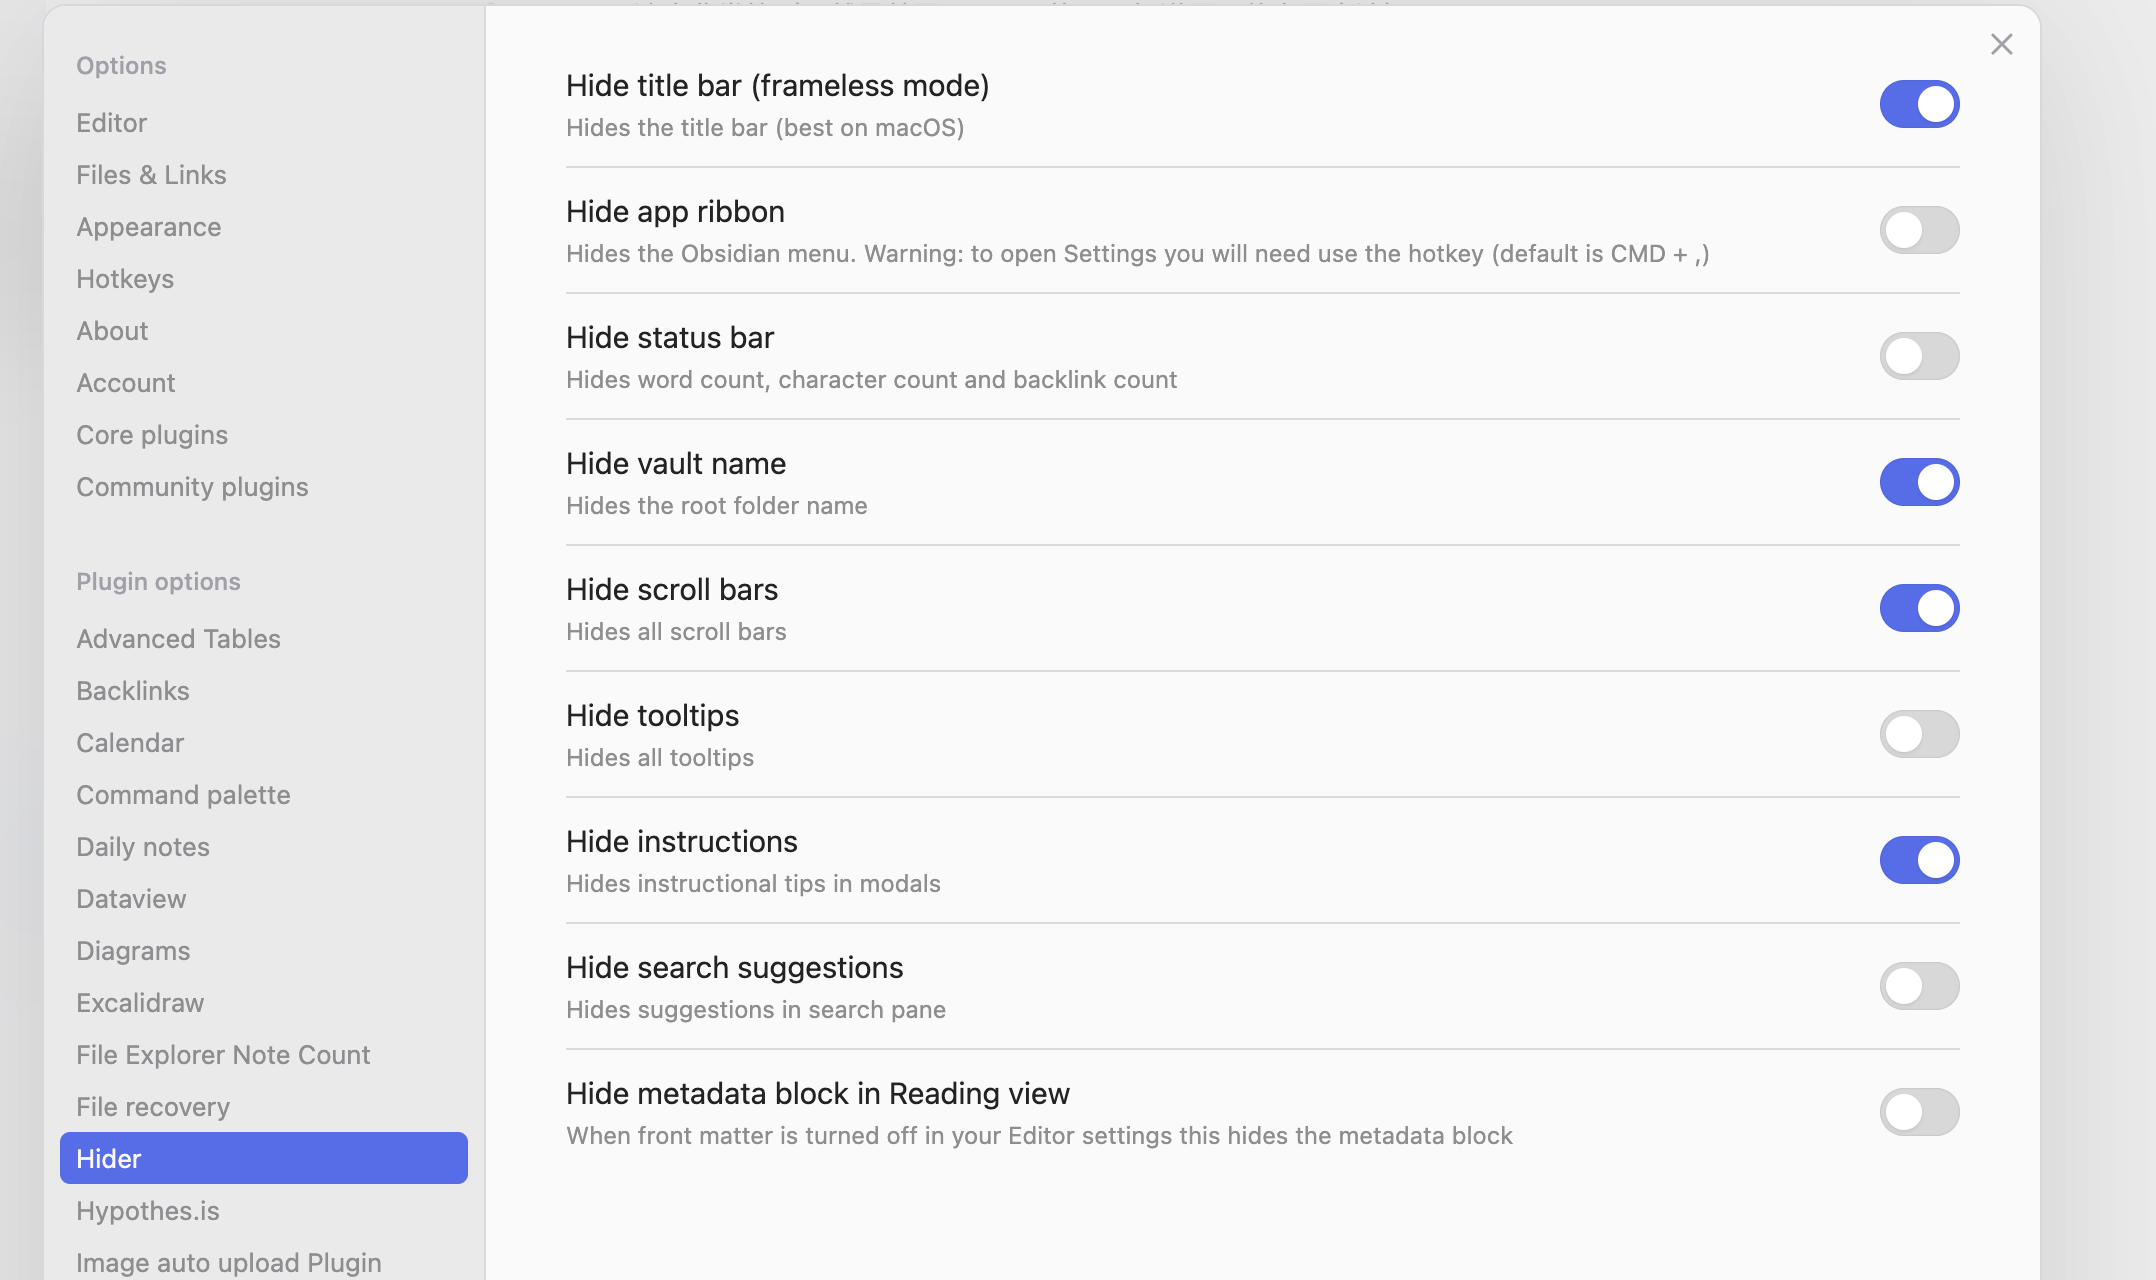 Options
Editor
Files & Links
Appearance
Hotkeys
About
Account
Core plugins
Community plugins
Plugin options
Advanced Tables
Backlinks
Calendar
Command palette
Daily notes
Dataview
Diagrams
Excalidraw
File Explorer Note Count
File recovery
Hider
Hypothes.is
Image auto upload Plugin
Hide title bar (frameless mode)
Hides the title bar (best on macOS)
Hide app ribbon
Hides the Obsidian menu. Warning: to open Settings you will need use the hotkey (default is CMD + ,)
Hide status bar
Hides word count, character count and backlink count
Hide vault name
Hides the root folder name
Hide scroll bars
Hides all scroll bars
Hide tooltips
Hides all tooltips
Hide instructions
Hides instructional tips in modals
Hide search suggestions
Hides suggestions in search pane
Hide metadata block in Reading view
When front matter is turned off in your Editor settings this hides the metadata block